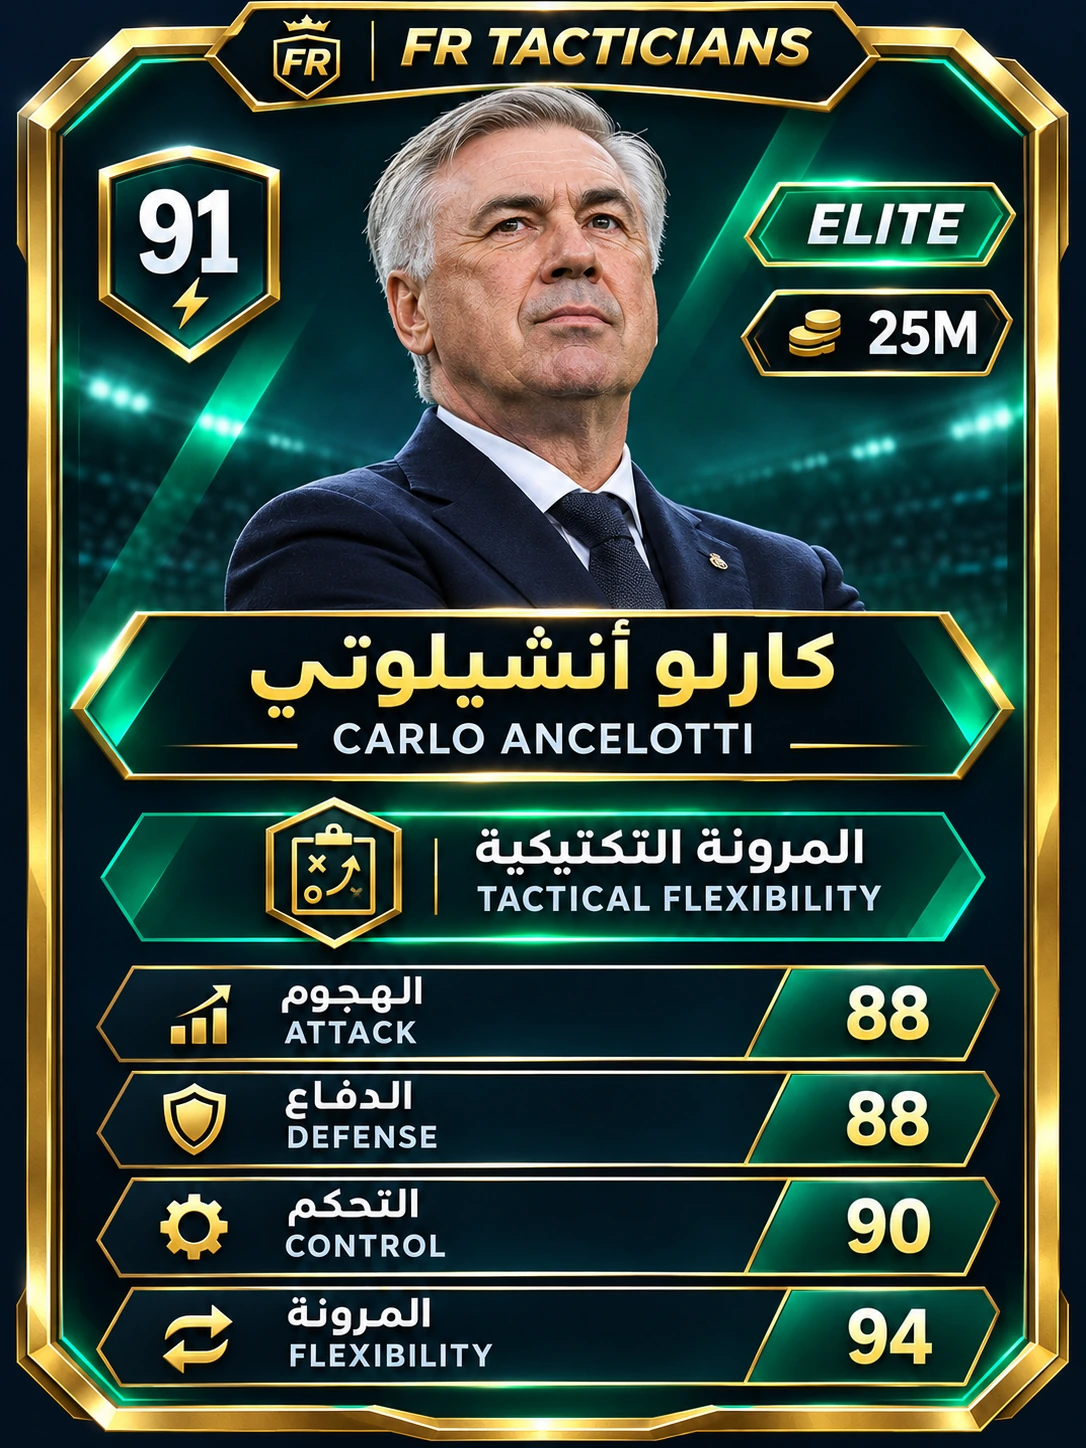 FR
FR TACTICIANS
91
ELITE
25M
كارلو أنشيلوتي
CARLO ANCELOTTI
المرونة التكتيكية
TACTICAL FLEXIBILITY
الهجوم
ATTACK
88
الدفاع
DEFENSE
88
التحكم
CONTROL
90
المرونة
FLEXIBILITY
94